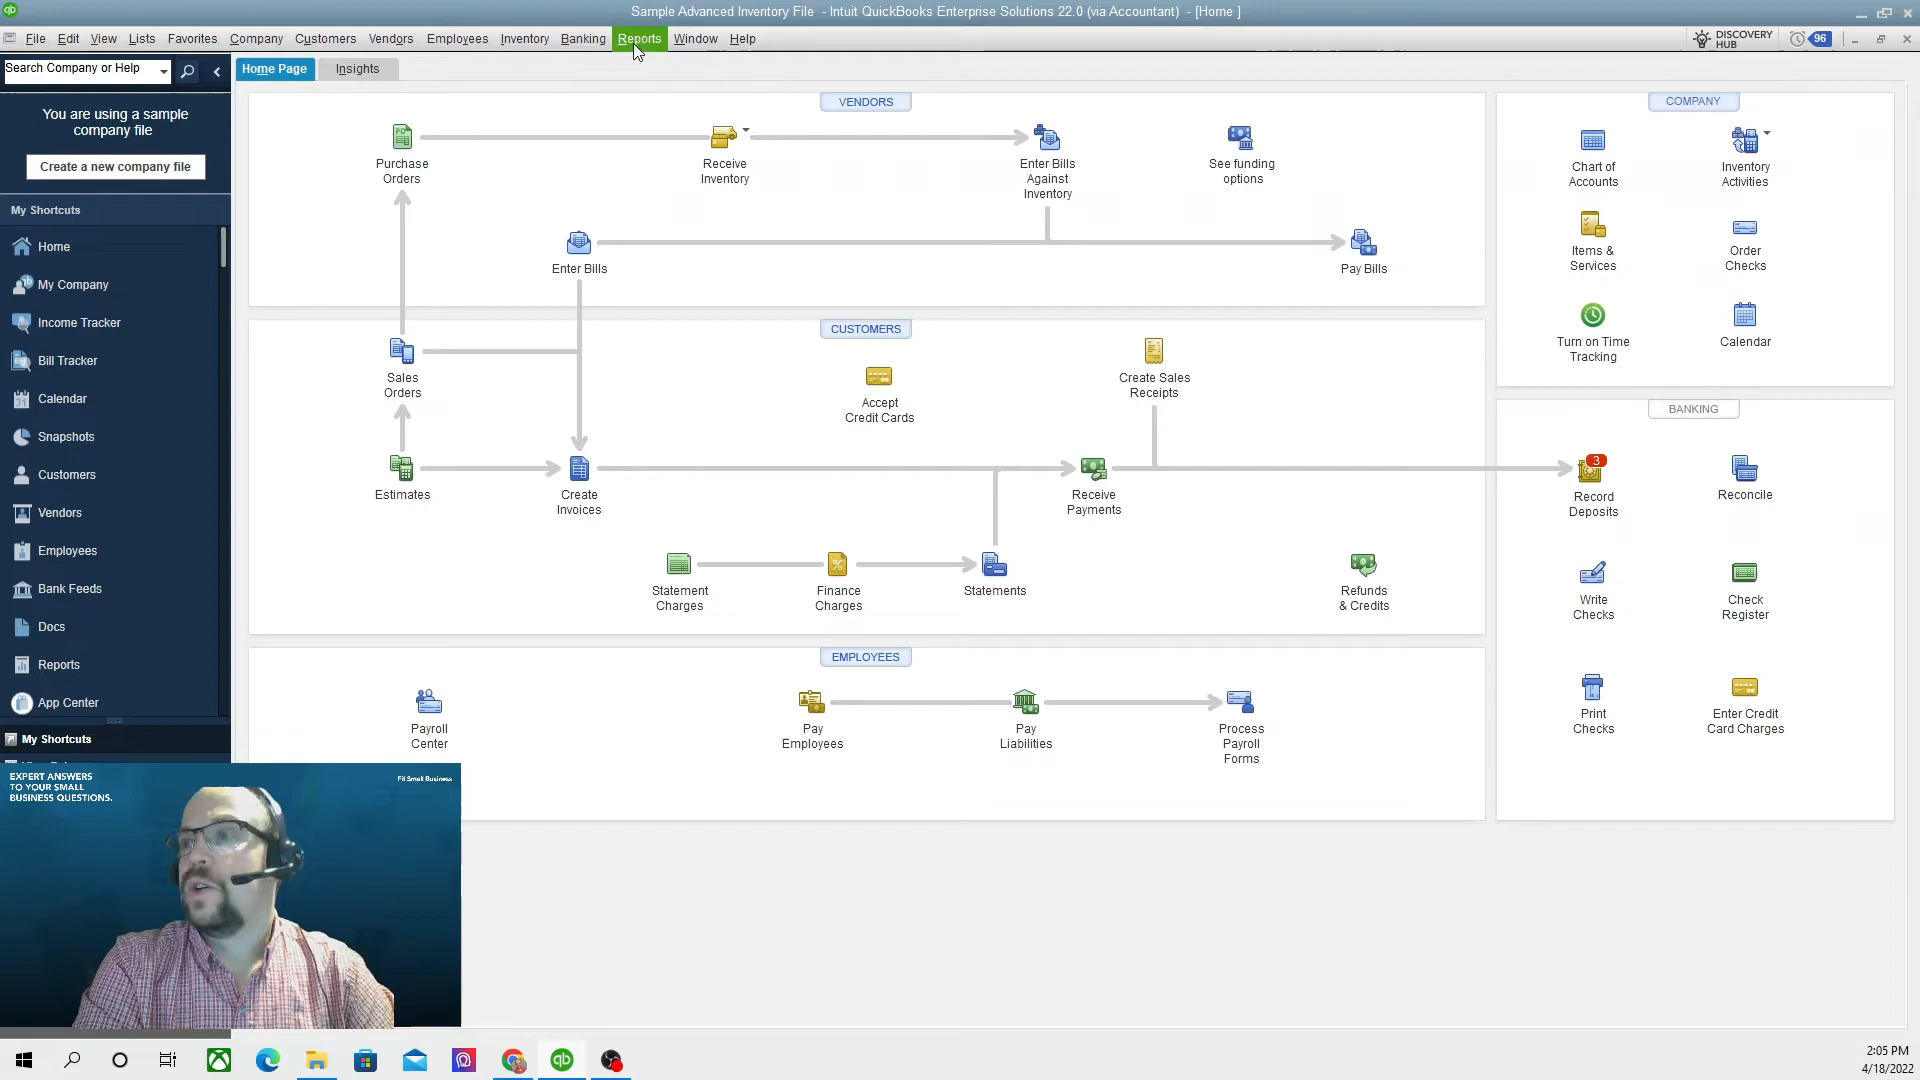 Sample Advanced Inventory File - Intuit QuickBooks Enterprise Solutions 22.0 (via Accountant) - [Home ]
File Edit View Lists Favorites Company Customers Vendors Employees Inventory Banking Reports Window Help
DISCOVERY
HUB
96
Search Company or Help
Home Page
Insights
You are using a sample
company file
Create a new company file
My Shortcuts
Home
My Company
Income Tracker
Bill Tracker
Calendar
Snapshots
Customers
Vendors
Employees
Bank Feeds
Docs
Reports
App Center
My Shortcuts
VENDORS
Purchase
Orders
Receive
Inventory
Enter Bills
Against
Inventory
See funding
options
Enter Bills
Pay Bills
CUSTOMERS
Sales
Orders
Accept
Credit Cards
Create Sales
Receipts
Estimates
Create
Invoices
Receive
Payments
Statement
Charges
Finance
Charges
Statements
Refunds
& Credits
EMPLOYEES
Payroll
Center
Pay
Employees
Pay
Liabilities
Process
Payroll
Forms
COMPANY
Chart of
Accounts
Inventory
Activities
Items &
Services
Order
Checks
Turn on Time
Tracking
Calendar
BANKING
3
Record
Deposits
Reconcile
Write
Checks
Check
Register
Print
Checks
Enter Credit
Card Charges
EXPERT ANSWERS
TO YOUR SMALL
BUSINESS QUESTIONS.
Fit Small Business
2:05 PM
4/18/2022